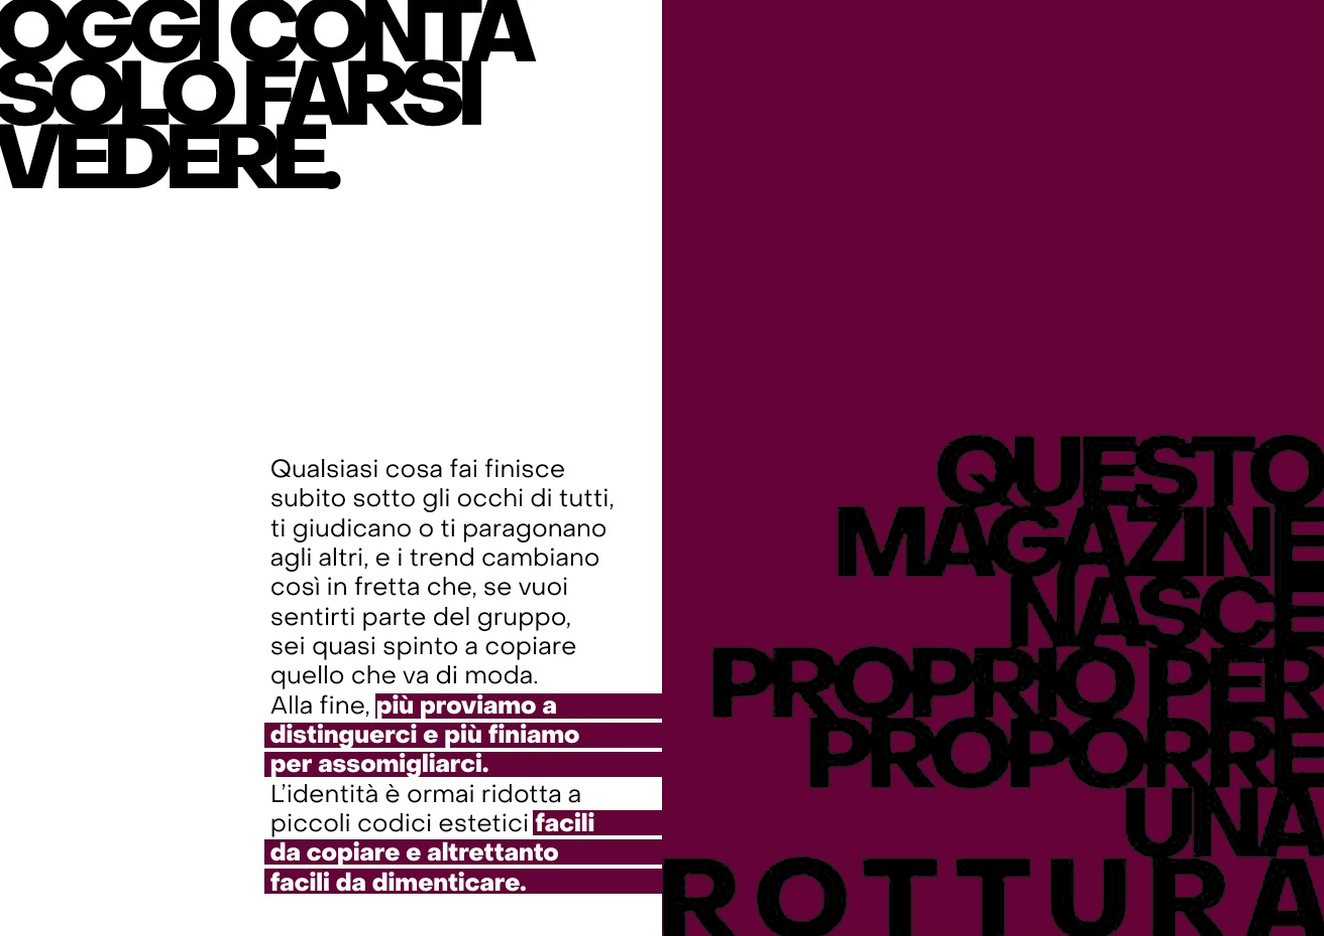 OGGI CONTA
SOLO FARSI
VEDERE.
Qualsiasi cosa fai finisce
subito sotto gli occhi di tutti,
ti giudicano o ti paragonano
agli altri, e i trend cambiano
così in fretta che, se vuoi
sentirti parte del gruppo,
sei quasi spinto a copiare
quello che va di moda.
Alla fine, più proviamo a
distinguerci e più finiamo
per assomigliarci.
L’identità è ormai ridotta a
piccoli codici estetici facili
da copiare e altrettanto
facili da dimenticare.
QUESTO
MAGAZINE
NASCE
PROPRIO PER
PROPORRE
UNA
ROTTURA